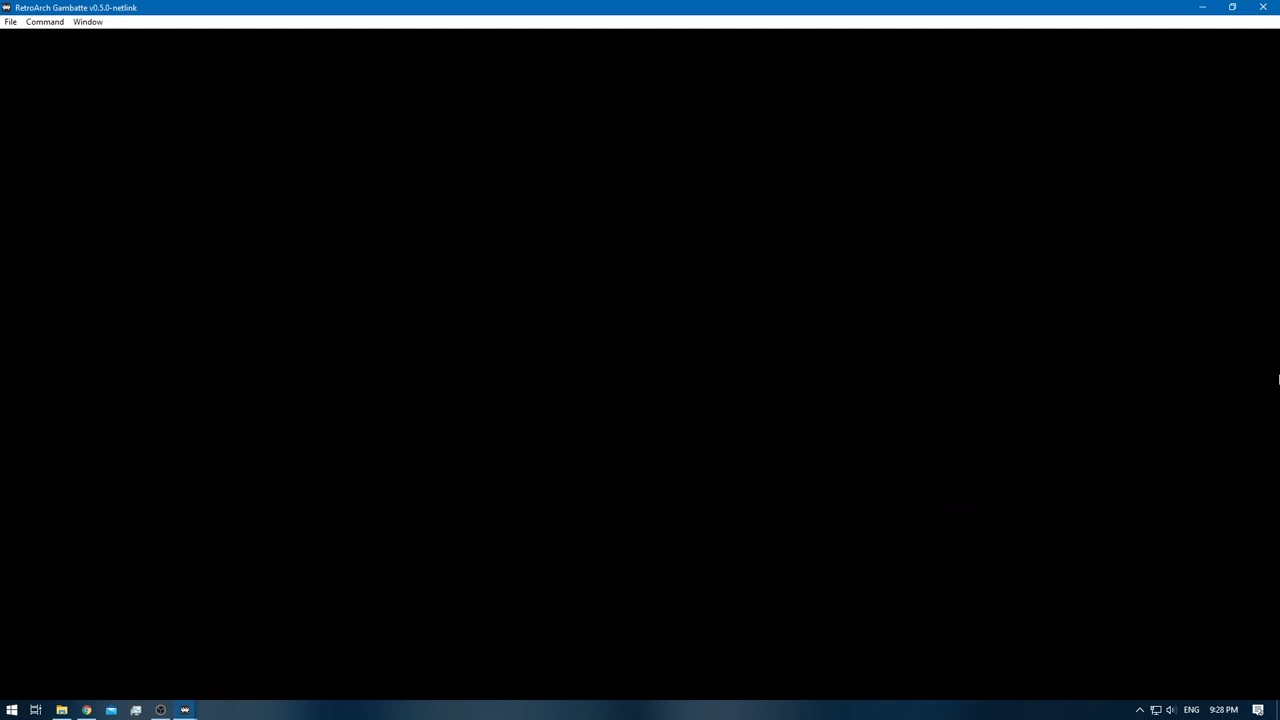 RetroArch Gambatte v0.5.0-netlink
File Command Window
ENG 9:28 PM